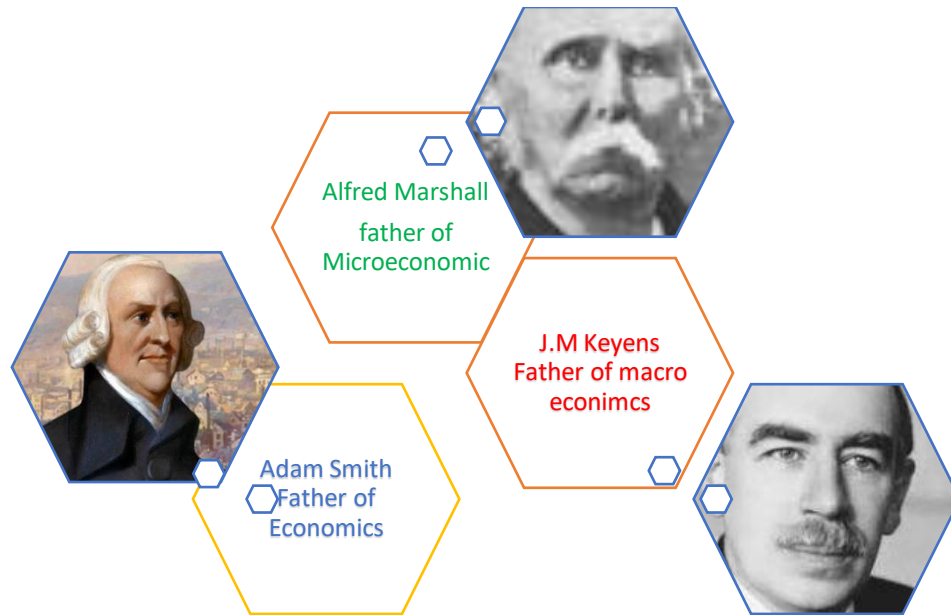 Alfred Marshall
father of
Microeconomic
J.M Keyens
Father of macro
econimcs
Adam Smith
Father of
Economics